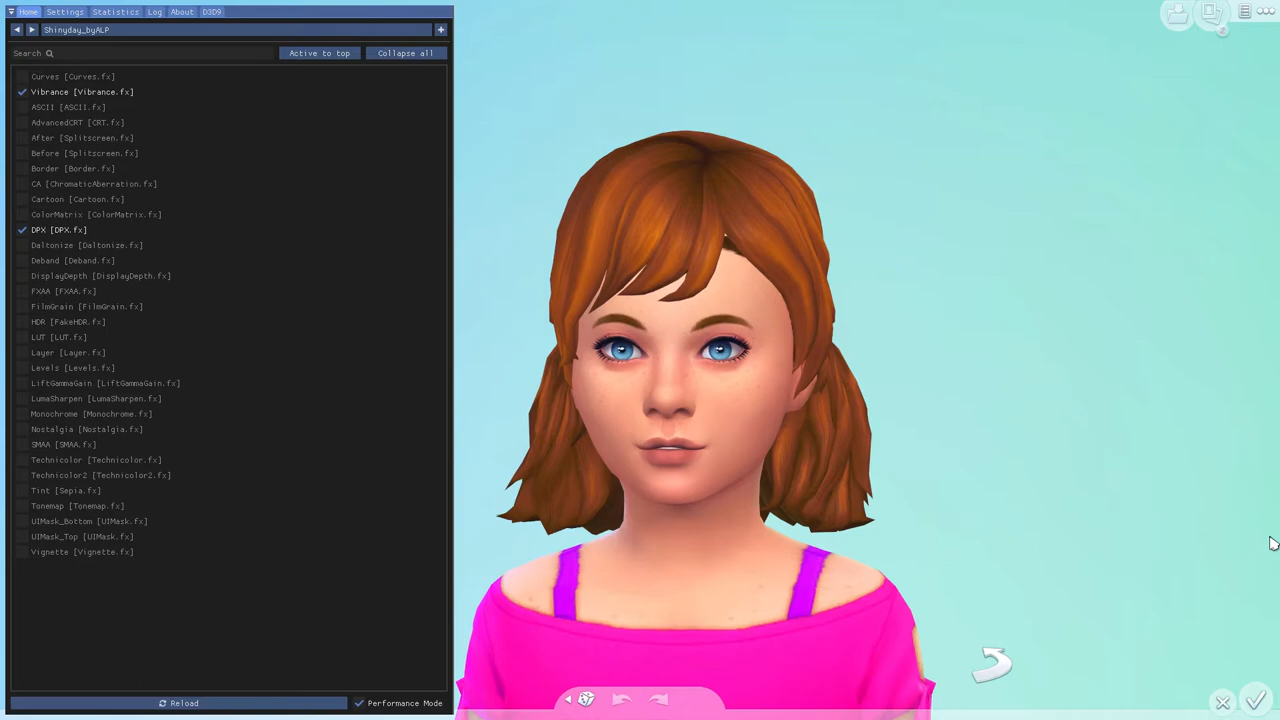 Home Settings Statistics Log About D3D9
Shinyday_byALP +
Search Active to top Collapse all
Curves [Curves.fx]
Vibrance [Vibrance.fx]
ASCII [ASCII.fx]
AdvancedCRT [CRT.fx]
After [Splitscreen.fx]
Before [Splitscreen.fx]
Border [Border.fx]
CA [ChromaticAberration.fx]
Cartoon [Cartoon.fx]
ColorMatrix [ColorMatrix.fx]
DPX [DPX.fx]
Daltonize [Daltonize.fx]
Deband [Deband.fx]
DisplayDepth [DisplayDepth.fx]
FXAA [FXAA.fx]
FilmGrain [FilmGrain.fx]
HDR [FakeHDR.fx]
LUT [LUT.fx]
Layer [Layer.fx]
Levels [Levels.fx]
LiftGammaGain [LiftGammaGain.fx]
LumaSharpen [LumaSharpen.fx]
Monochrome [Monochrome.fx]
Nostalgia [Nostalgia.fx]
SMAA [SMAA.fx]
Technicolor [Technicolor.fx]
Technicolor2 [Technicolor2.fx]
Tint [Sepia.fx]
Tonemap [Tonemap.fx]
UIMask_Bottom [UIMask.fx]
UIMask_Top [UIMask.fx]
Vignette [Vignette.fx]
Reload Performance Mode